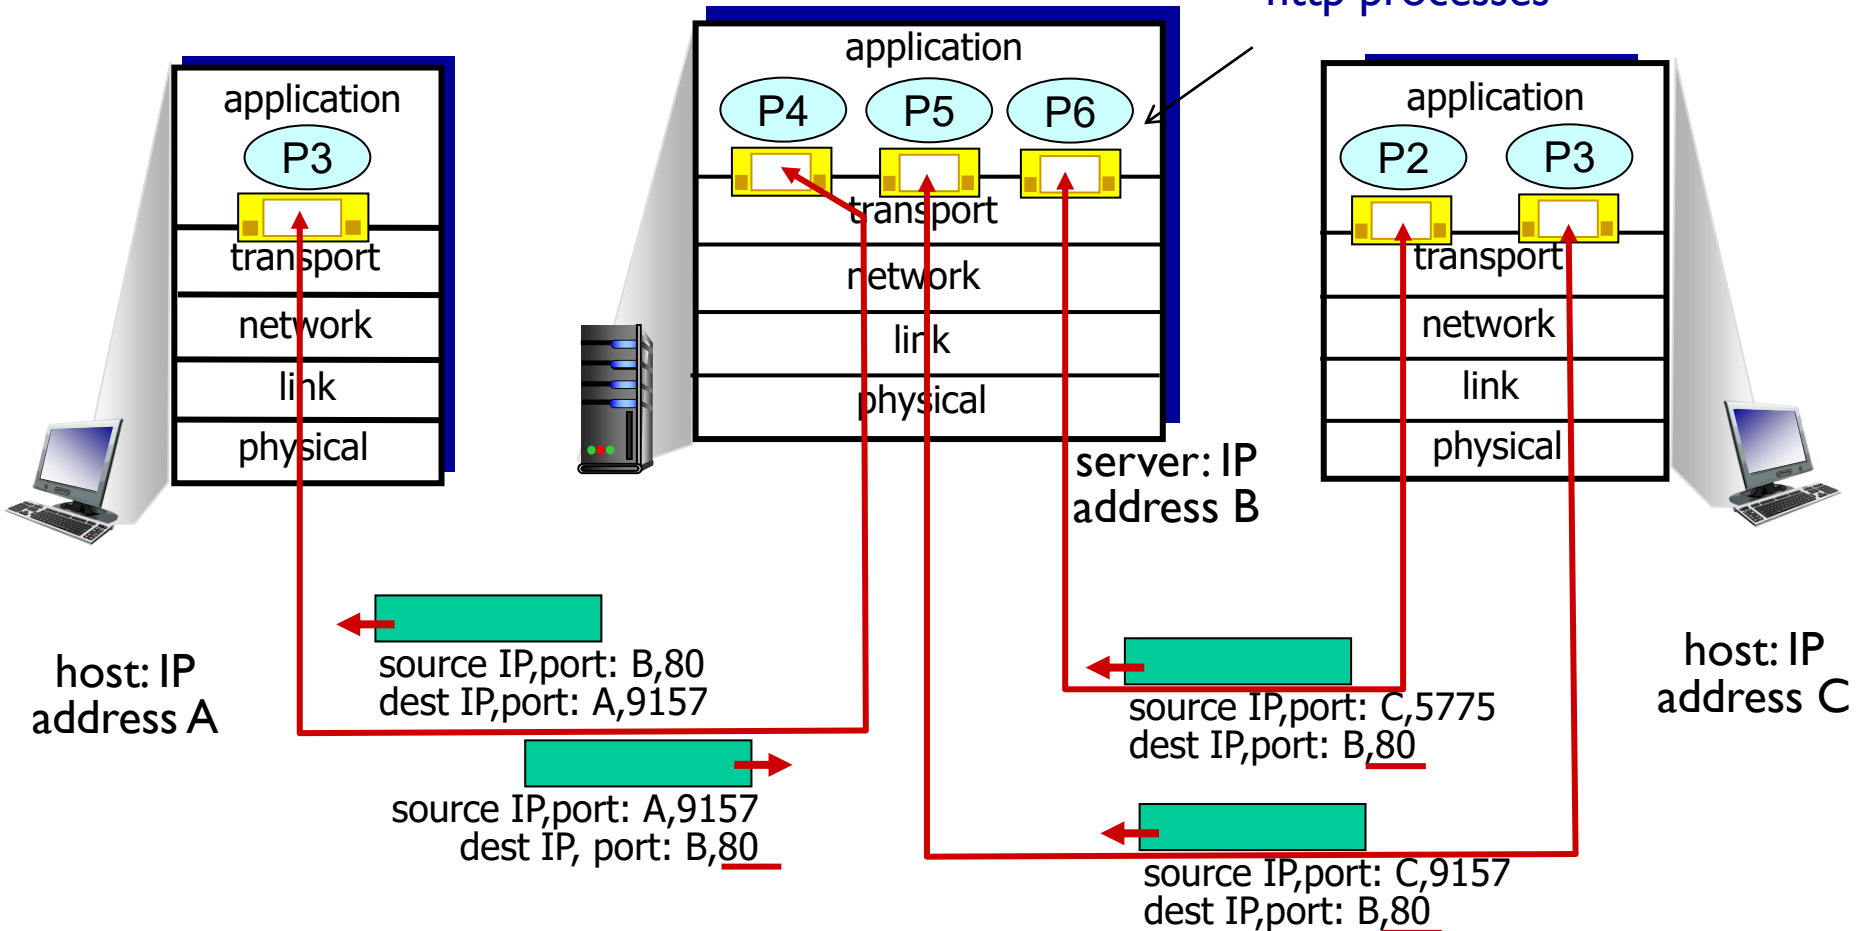 http processes
application
P3
transport
network
link
physical
host: IP
address A
application
P4 P5 P6
transport
network
link
physical
server: IP
address B
application
P2 P3
transport
network
link
physical
host: IP
address C
source IP,port: B,80
dest IP,port: A,9157
source IP,port: A,9157
dest IP, port: B,80
source IP,port: C,5775
dest IP,port: B,80
source IP,port: C,9157
dest IP,port: B,80